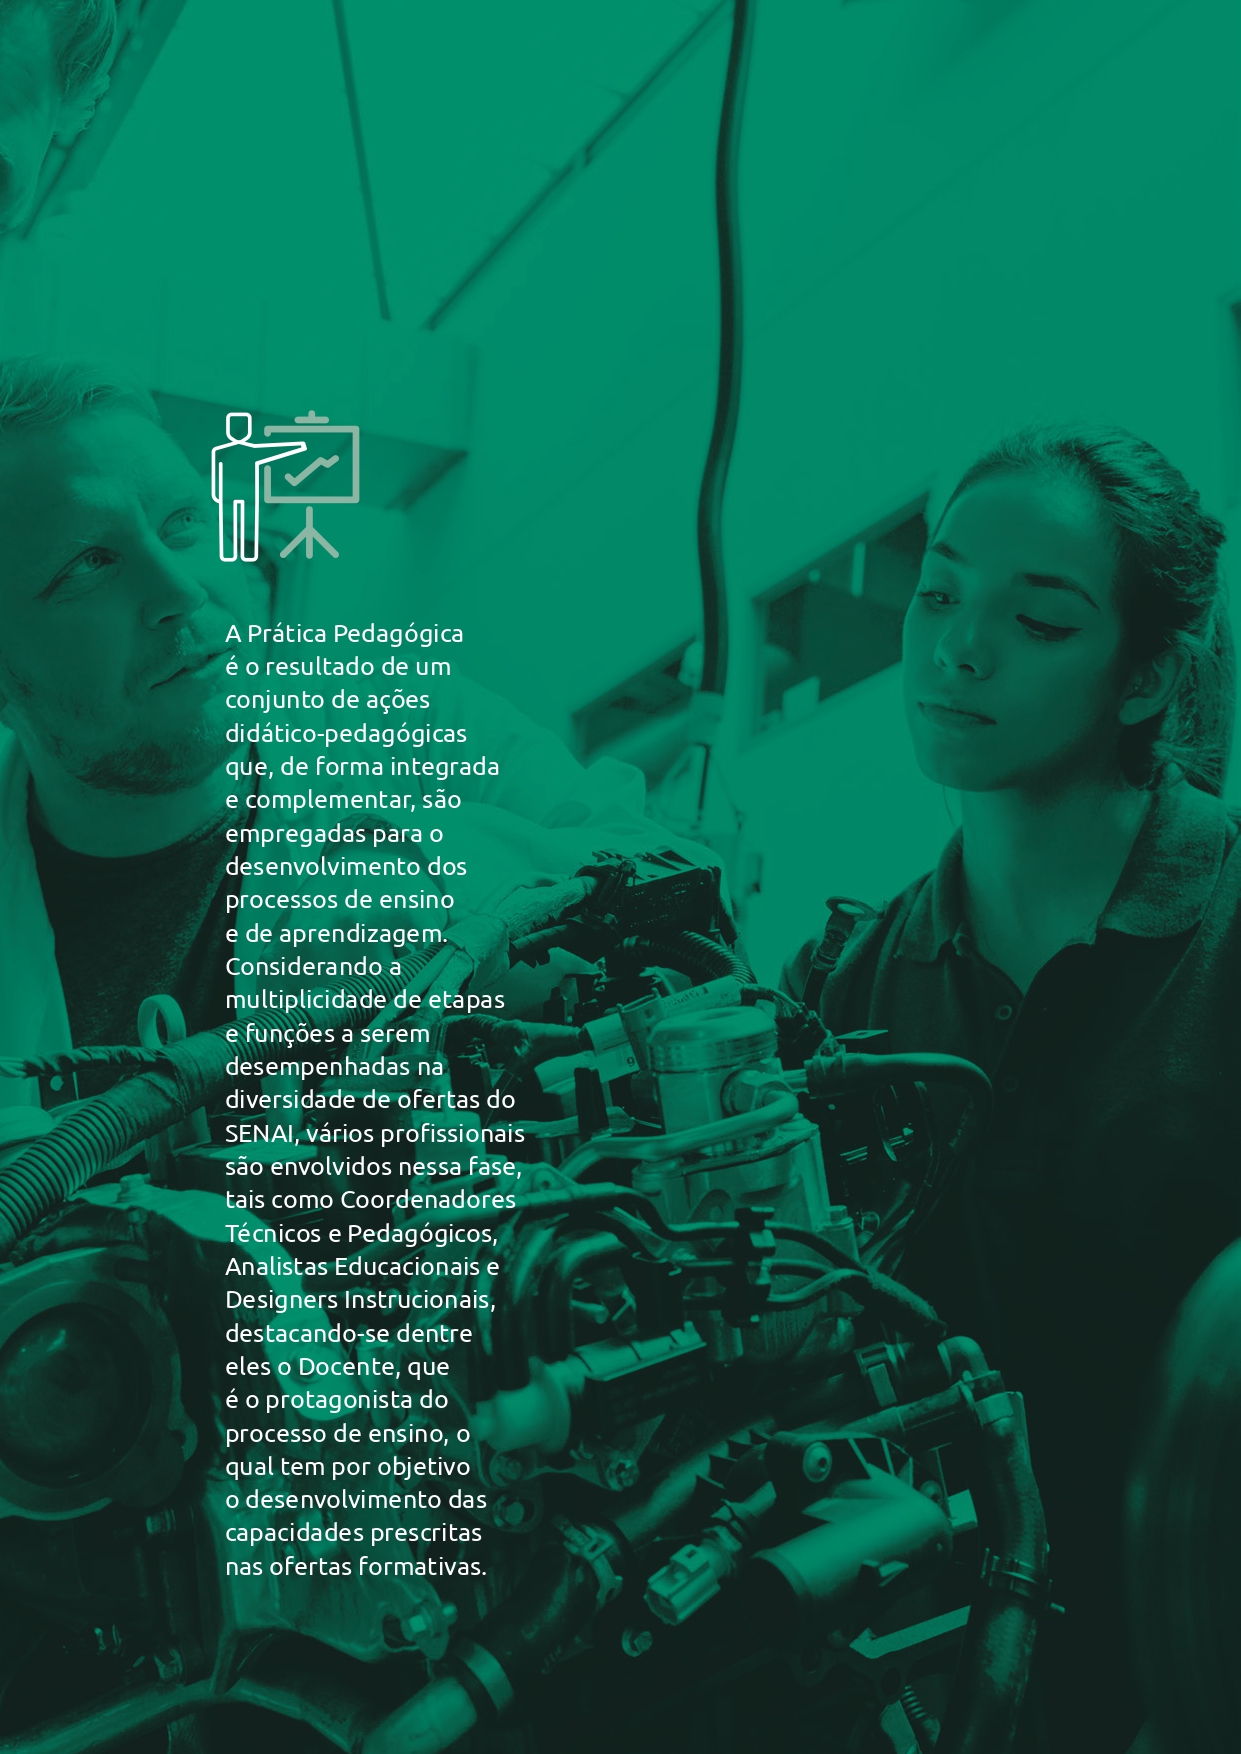 A Prática Pedagógica
é o resultado de um
conjunto de ações
didático-pedagógicas
que, de forma integrada
e complementar, são
empregadas para o
desenvolvimento dos
processos de ensino
e de aprendizagem.
Considerando a
multiplicidade de etapas
e funções a serem
desempenhadas na
diversidade de ofertas do
SENAI, vários profissionais
são envolvidos nessa fase,
tais como Coordenadores
Técnicos e Pedagógicos,
Analistas Educacionais e
Designers Instrucionais,
destacando-se dentre
eles o Docente, que
é o protagonista do
processo de ensino, o
qual tem por objetivo
o desenvolvimento das
capacidades prescritas
nas ofertas formativas.